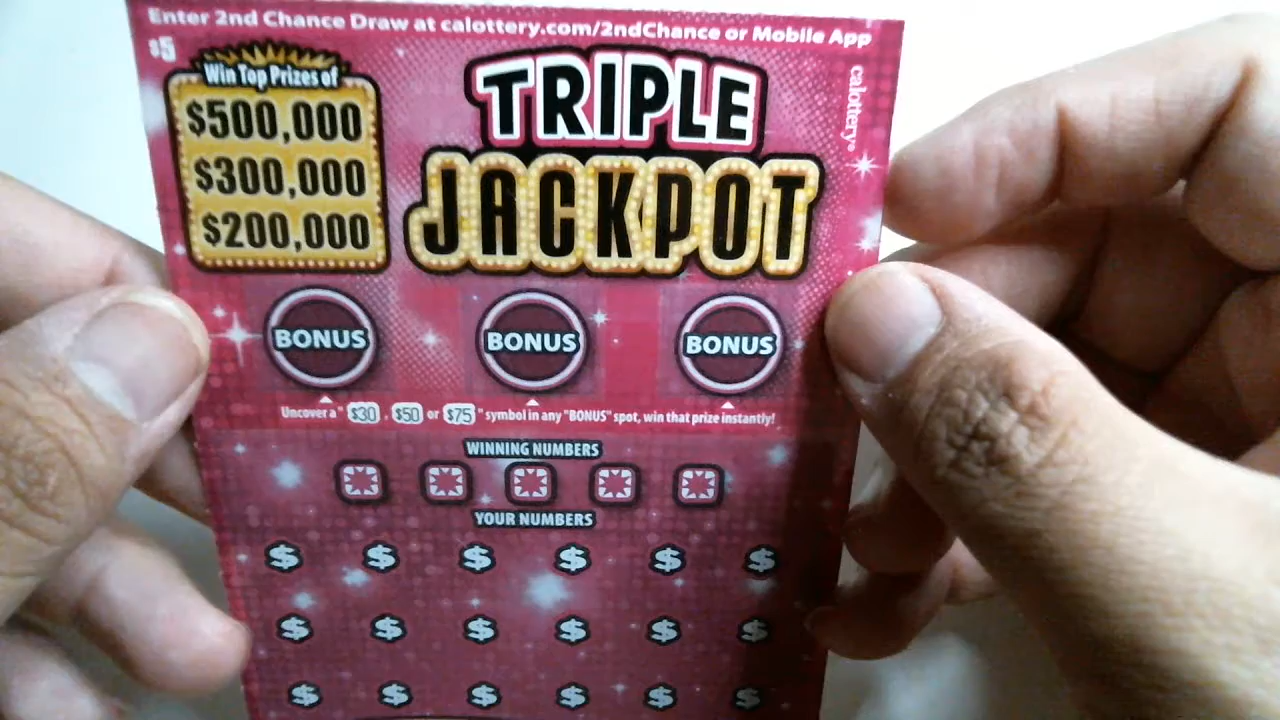 Enter 2nd Chance Draw at calottery.com/2ndChance or Mobile App
$5
Win Top Prizes of
$500,000
$300,000
$200,000
TRIPLE
JACKPOT
calottery
BONUS BONUS BONUS
Uncover a " $30 , $50 or $75 " symbol in any "BONUS" spot, win that prize instantly!
WINNING NUMBERS
YOUR NUMBERS
$ $ $ $ $ $
$ $ $ $ $ $
$ $ $ $ $ $